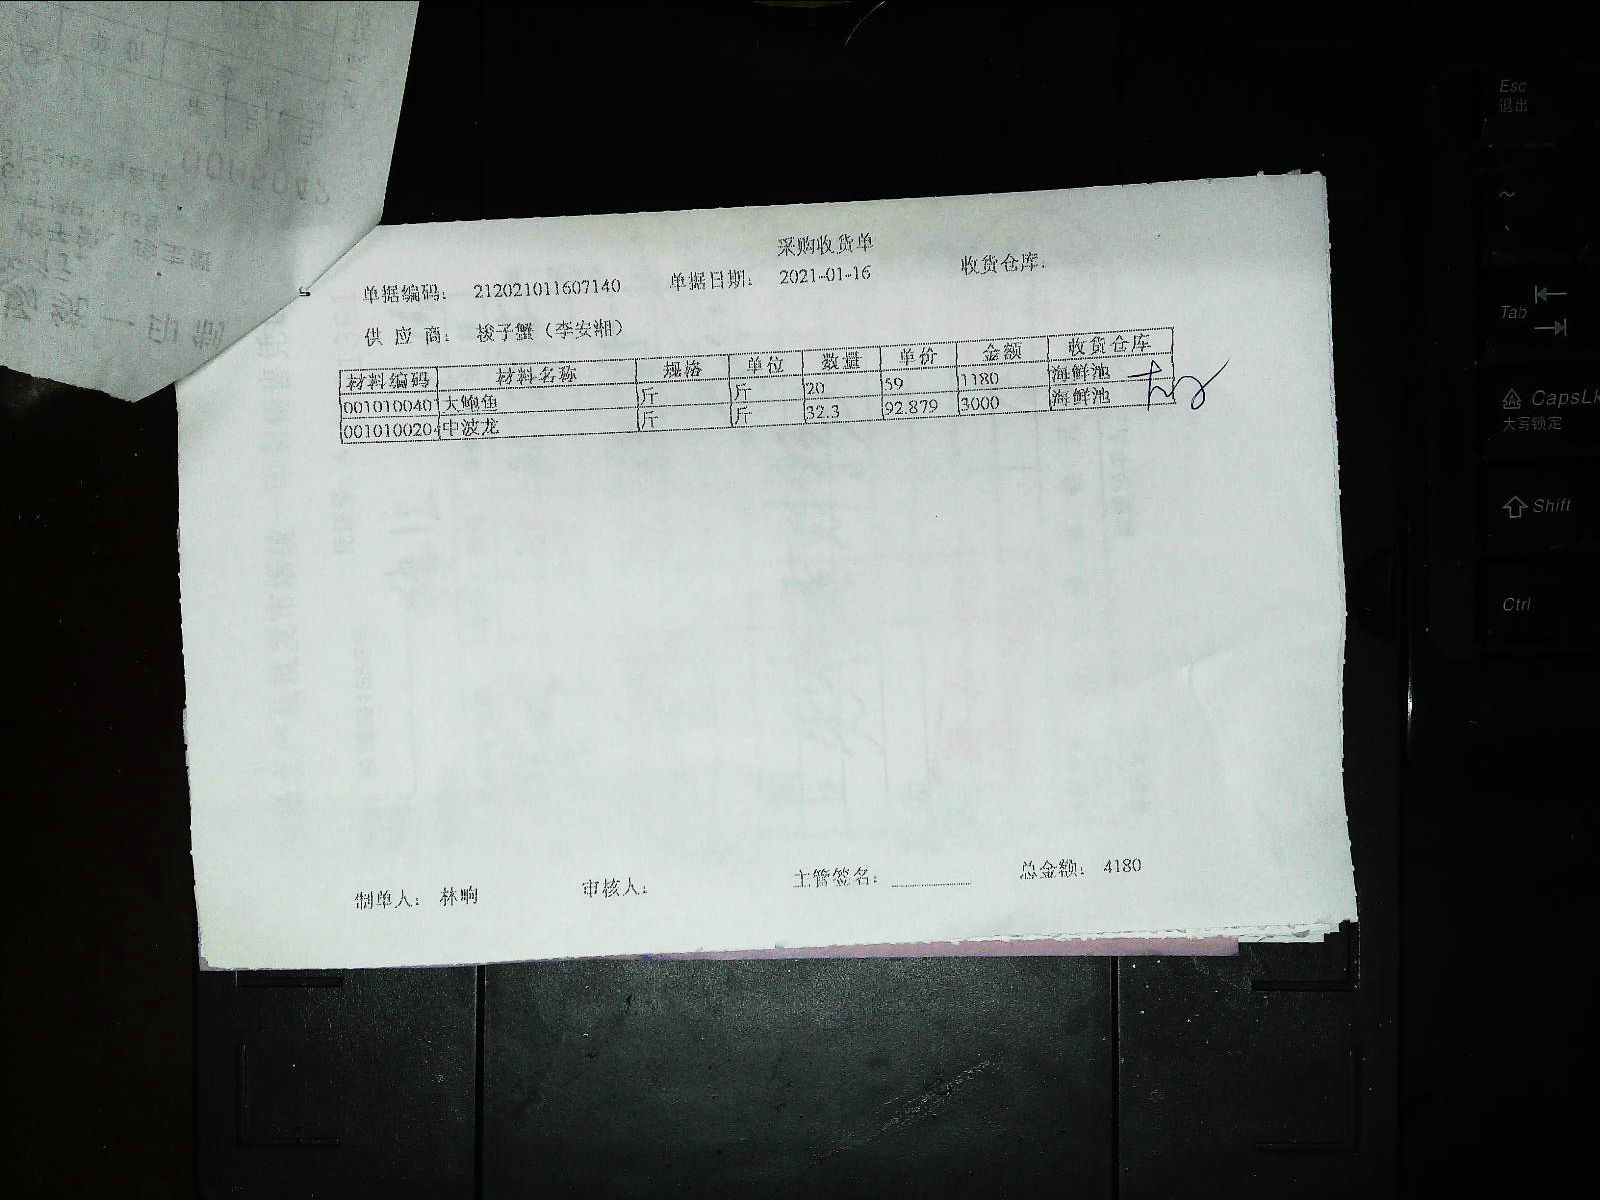 采购收货单
单据编码： 212021011607140 单据日期： 2021-01-16 收货仓库：
供 应 商： 梭子蟹（李安湘）
材料编码 材料名称 规格 单位 数量 单价 金额 收货仓库
001010040 大鲍鱼 斤 斤 20 59 1180 海鲜池
001010020 中波龙 斤 斤 32.3 92.879 3000 海鲜池
制单人： 林晌 审核人： 主管签名： 总金额： 4180
Esc
退出
~
Tab
CapsLk
大写锁定
Shift
Ctrl